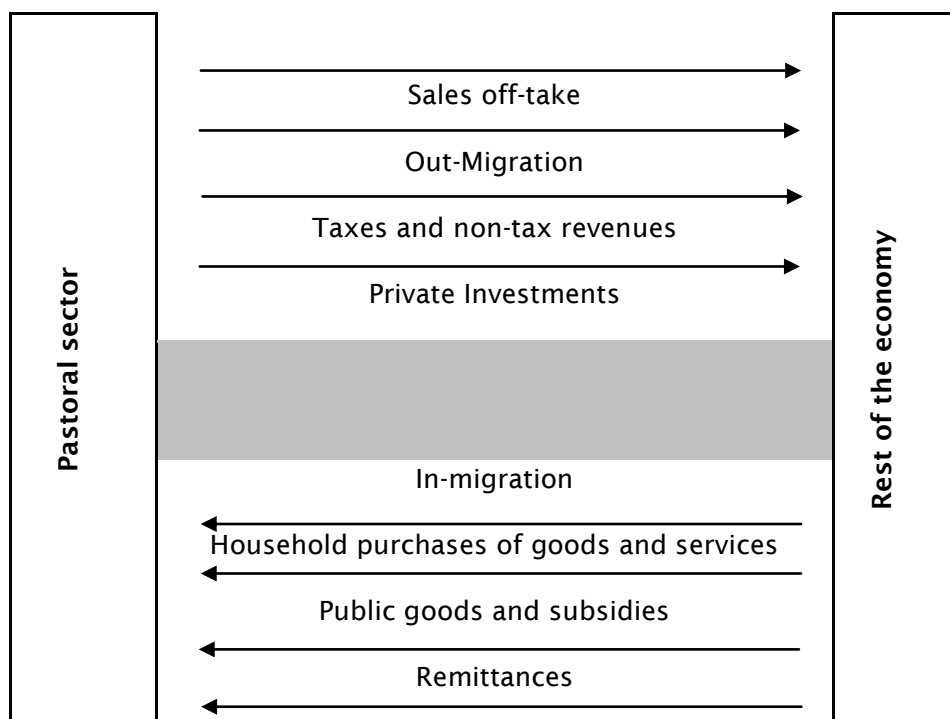 Pastoral sector
Sales off-take
Out-Migration
Taxes and non-tax revenues
Private Investments
In-migration
Household purchases of goods and services
Public goods and subsidies
Remittances
Rest of the economy